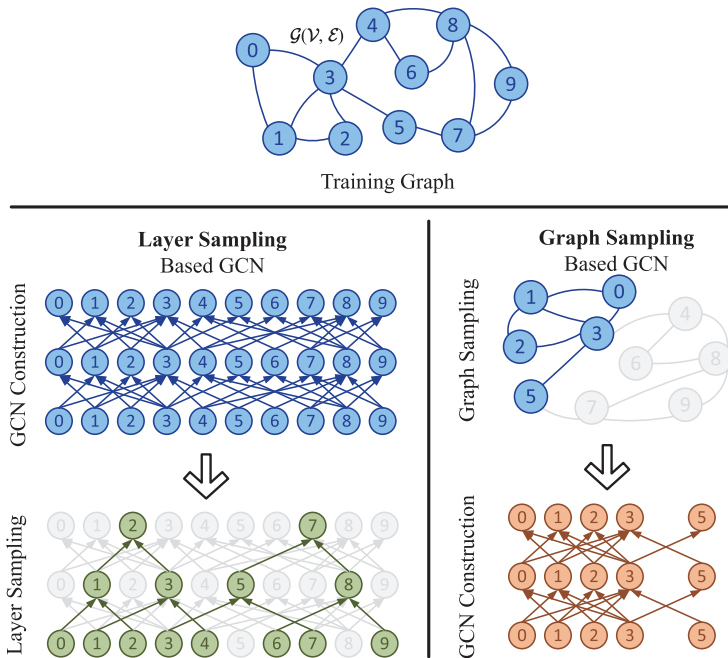 4
8
𝒢(𝒱, ℰ)
0
3
6
9
1
2
5
7
Training Graph
Layer Sampling
Based GCN
GCN Construction
0 1 2 3 4 5 6 7 8 9
0 1 2 3 4 5 6 7 8 9
0 1 2 3 4 5 6 7 8 9
Layer Sampling
0 1 2 3 4 5 6 7 8 9
0 1 2 3 4 5 6 7 8 9
0 1 2 3 4 5 6 7 8 9
Graph Sampling
Based GCN
Graph Sampling
1
0
4
2
3
6
8
5
7
9
GCN Construction
0 1 2 3 5
0 1 2 3 5
0 1 2 3 5